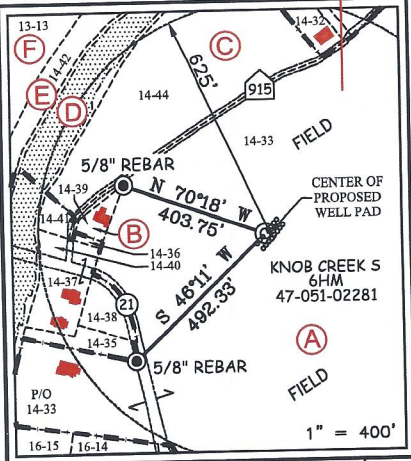 13-13
14-32
F
C
14-42
625'
E
D
14-44
915
14-33
FIELD
5/8" REBAR
N 70°18' W
403.75'
14-39
CENTER OF
PROPOSED
WELL PAD
14-41
B
14-36
14-40
KNOB CREEK S
6HM
47-051-02281
14-37
S 46°11' W
492.33'
21
14-38
A
14-35
5/8" REBAR
P/O
14-33
FIELD
16-15
16-14
1" = 400'